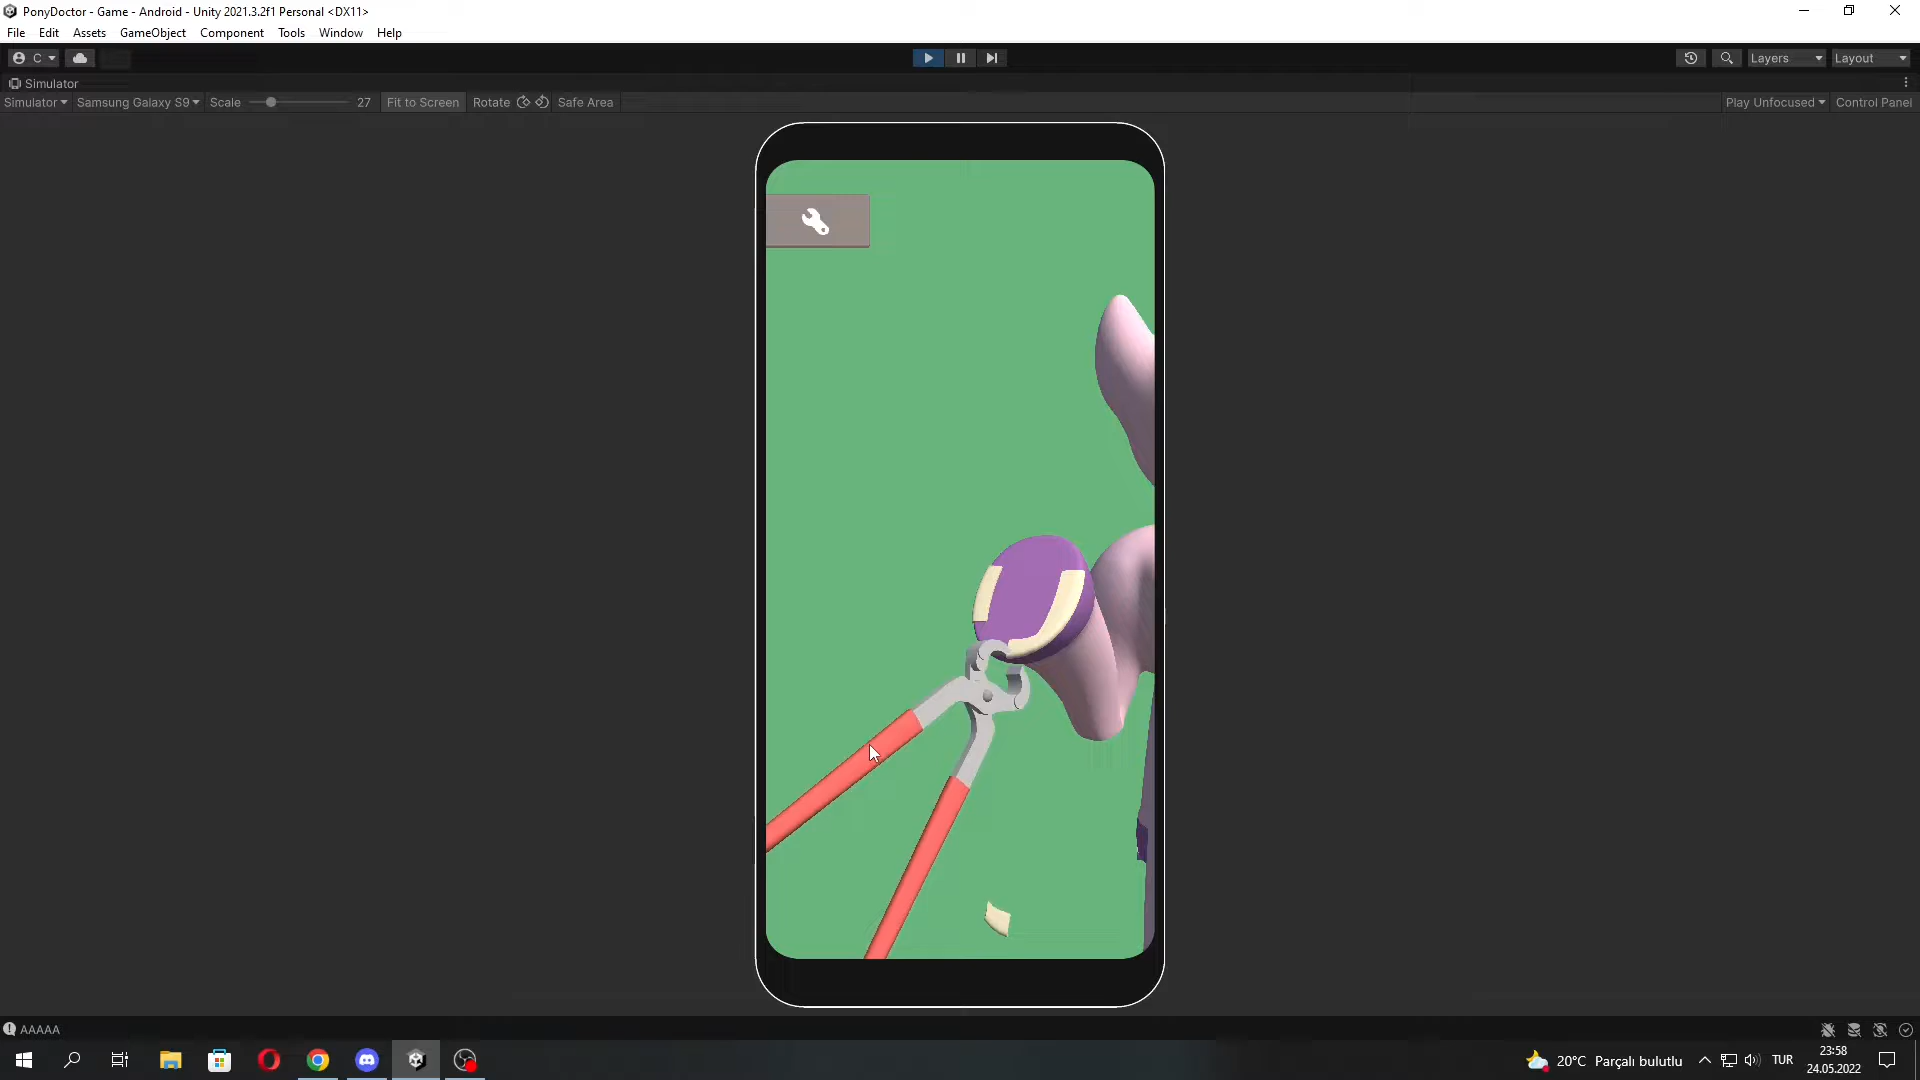 PonyDoctor - Game - Android - Unity 2021.3.2f1 Personal <DX11>
File Edit Assets GameObject Component Tools Window Help
C Layers Layout
Simulator
Simulator Samsung Galaxy S9 Scale 27 Fit to Screen Rotate Safe Area Play Unfocused Control Panel
AAAAA
20°C Parçalı bulutlu TUR 23:58
24.05.2022